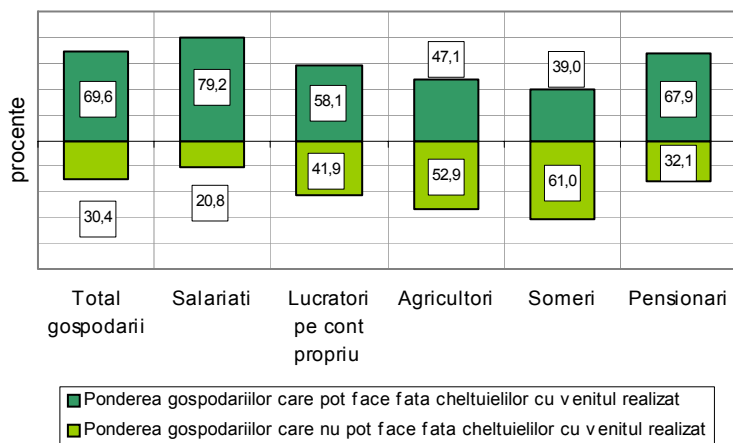 procente
47,1
39,0
69,6
79,2
58,1
67,9
41,9
52,9
61,0
32,1
30,4
20,8
Total gospodarii
Salariati
Lucratori pe cont propriu
Agricultori
Someri
Pensionari
Ponderea gospodariilor care pot face fata cheltuielilor cu venitul realizat
Ponderea gospodariilor care nu pot face fata cheltuielilor cu venitul realizat